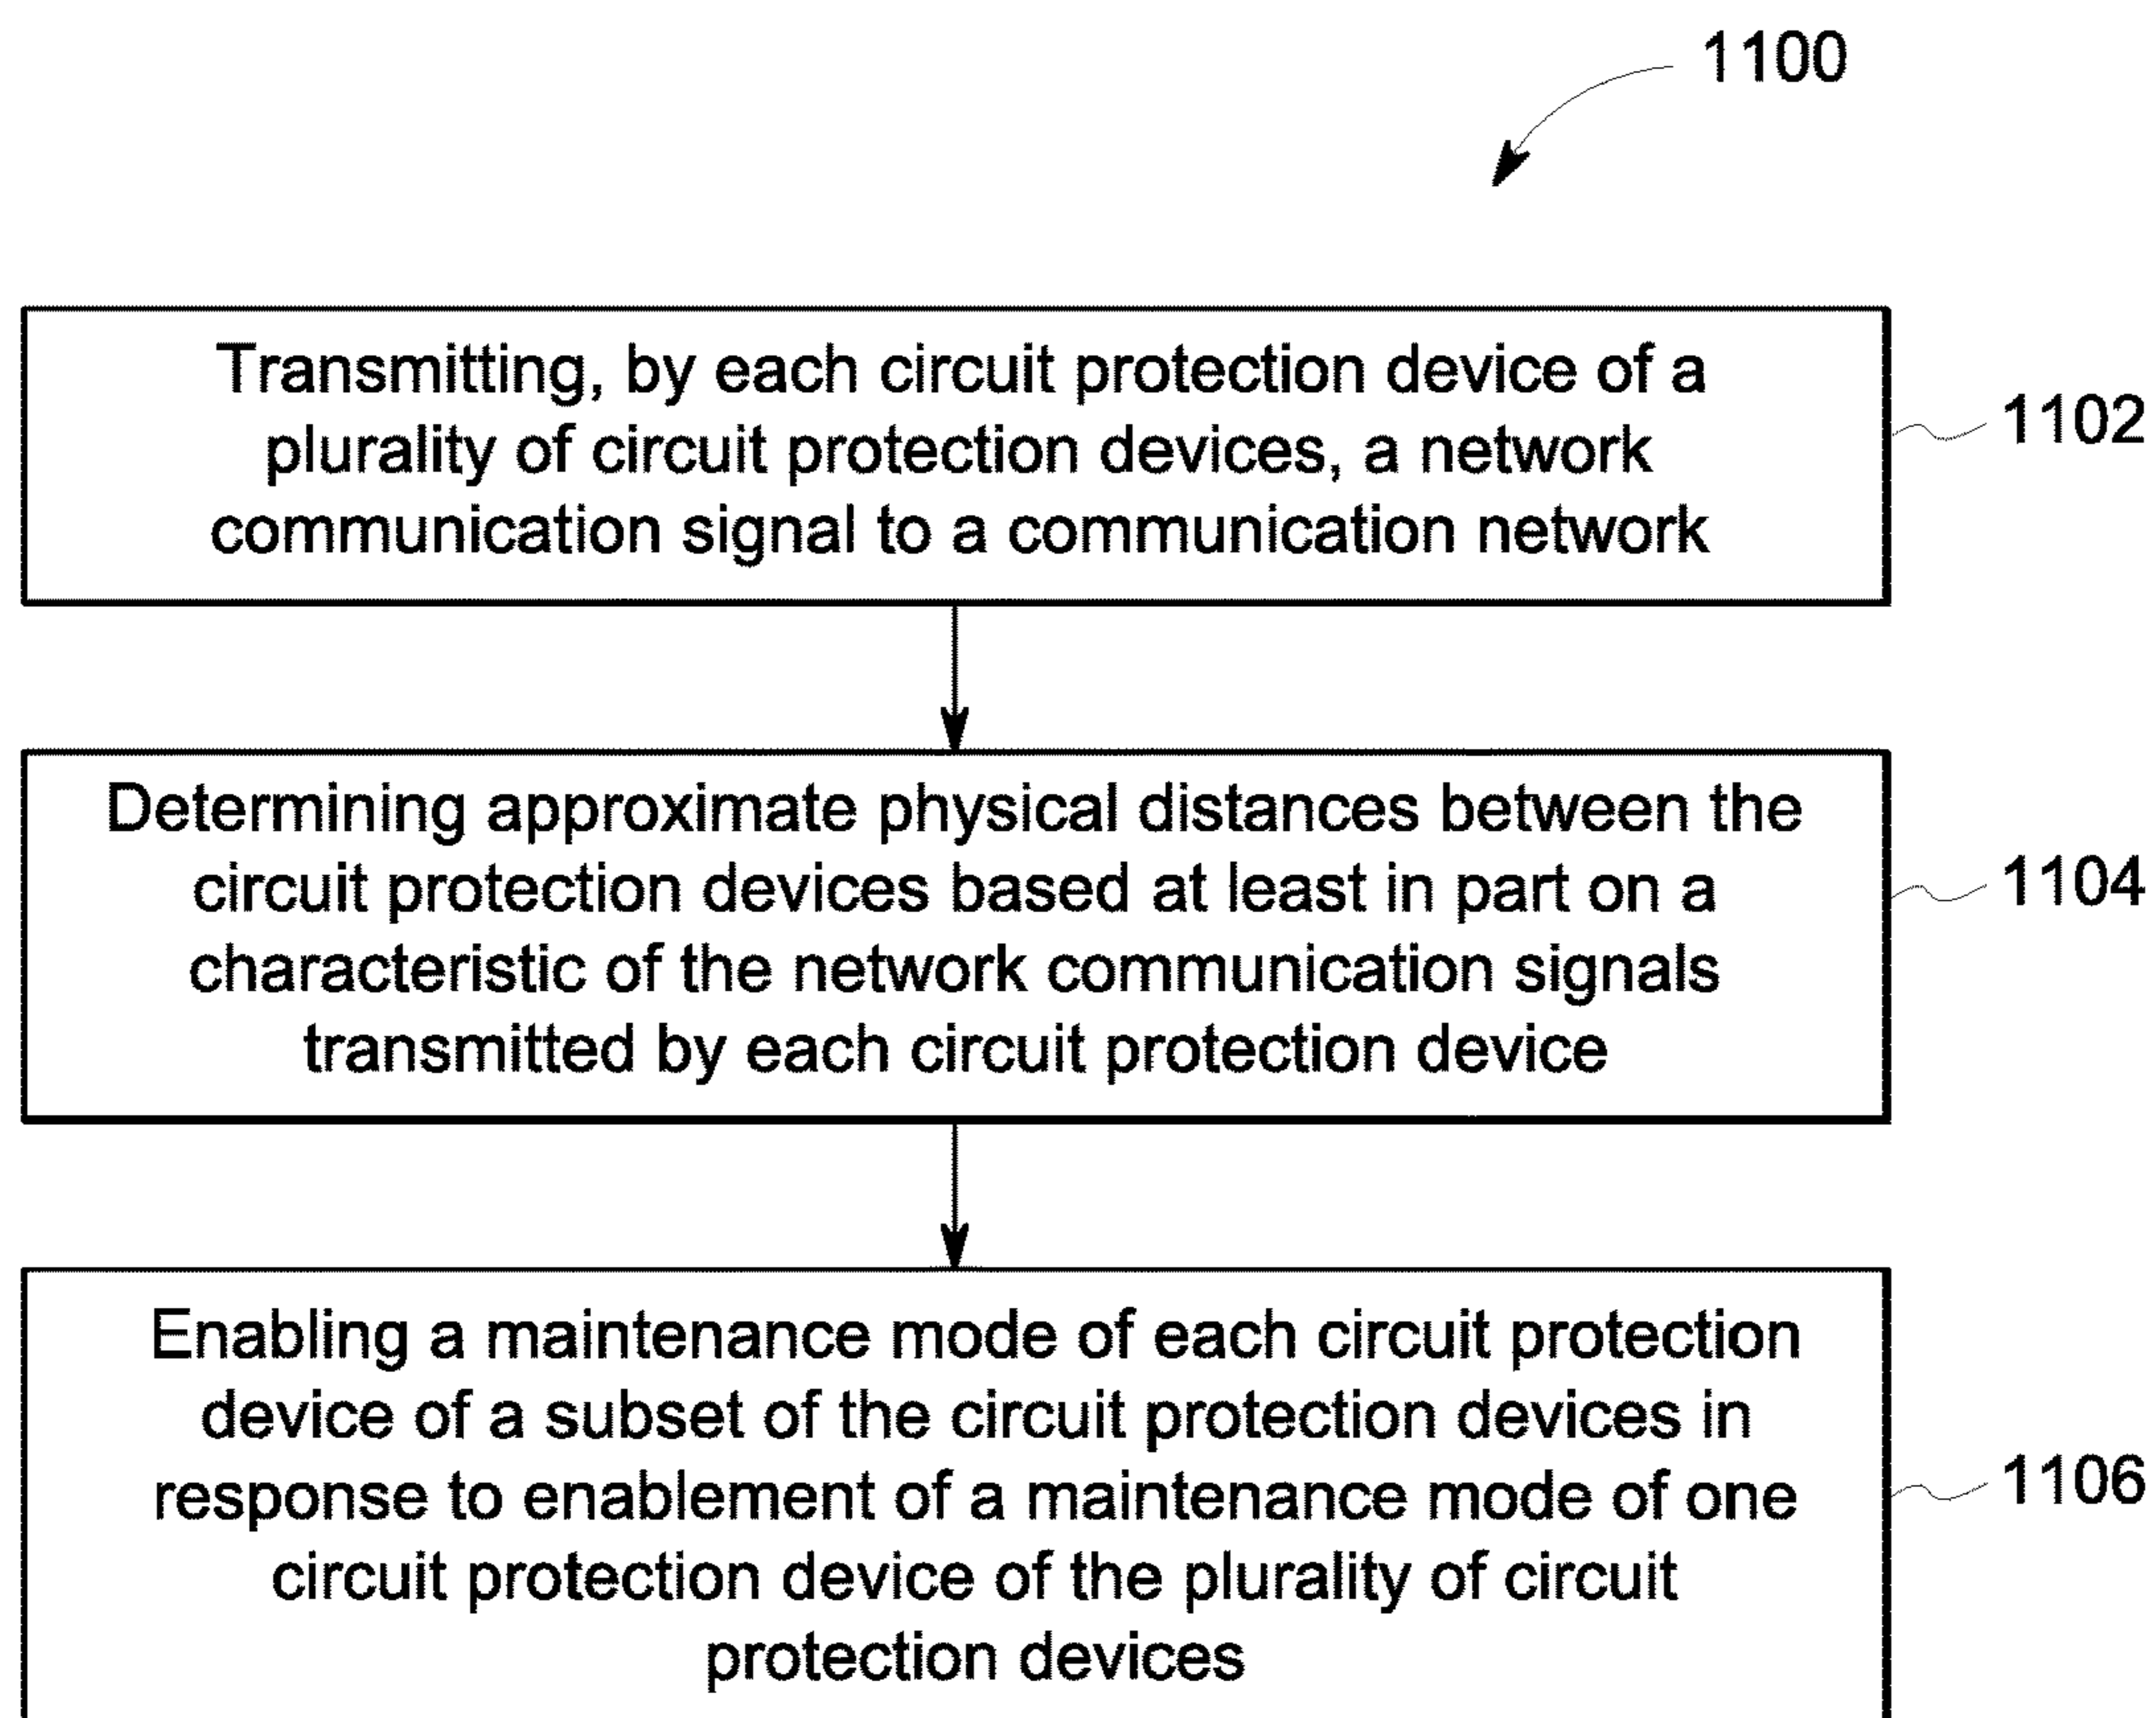 1100
Transmitting, by each circuit protection device of a
plurality of circuit protection devices, a network
communication signal to a communication network
1102
Determining approximate physical distances between the
circuit protection devices based at least in part on a
characteristic of the network communication signals
transmitted by each circuit protection device
1104
Enabling a maintenance mode of each circuit protection
device of a subset of the circuit protection devices in
response to enablement of a maintenance mode of one
circuit protection device of the plurality of circuit
protection devices
1106